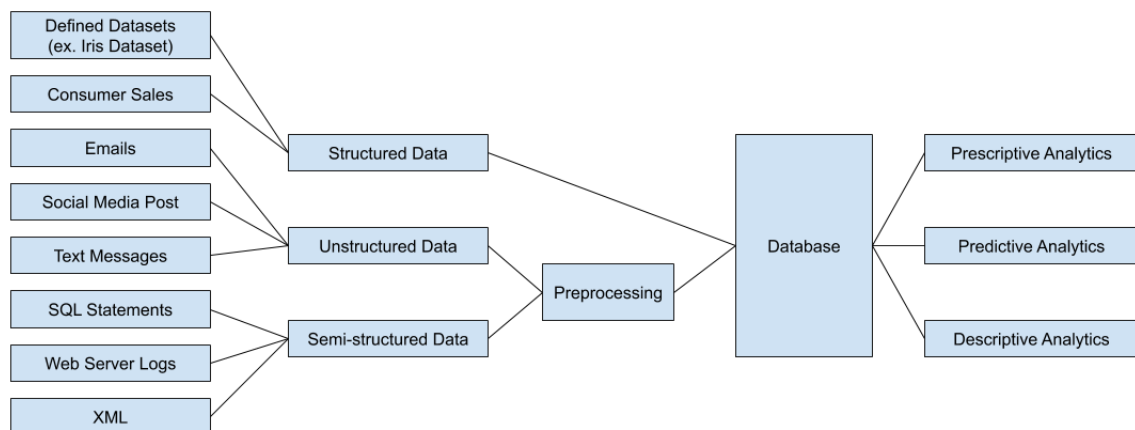 Defined Datasets
(ex. Iris Dataset)
Consumer Sales
Emails
Social Media Post
Text Messages
SQL Statements
Web Server Logs
XML
Structured Data
Unstructured Data
Semi-structured Data
Preprocessing
Database
Prescriptive Analytics
Predictive Analytics
Descriptive Analytics